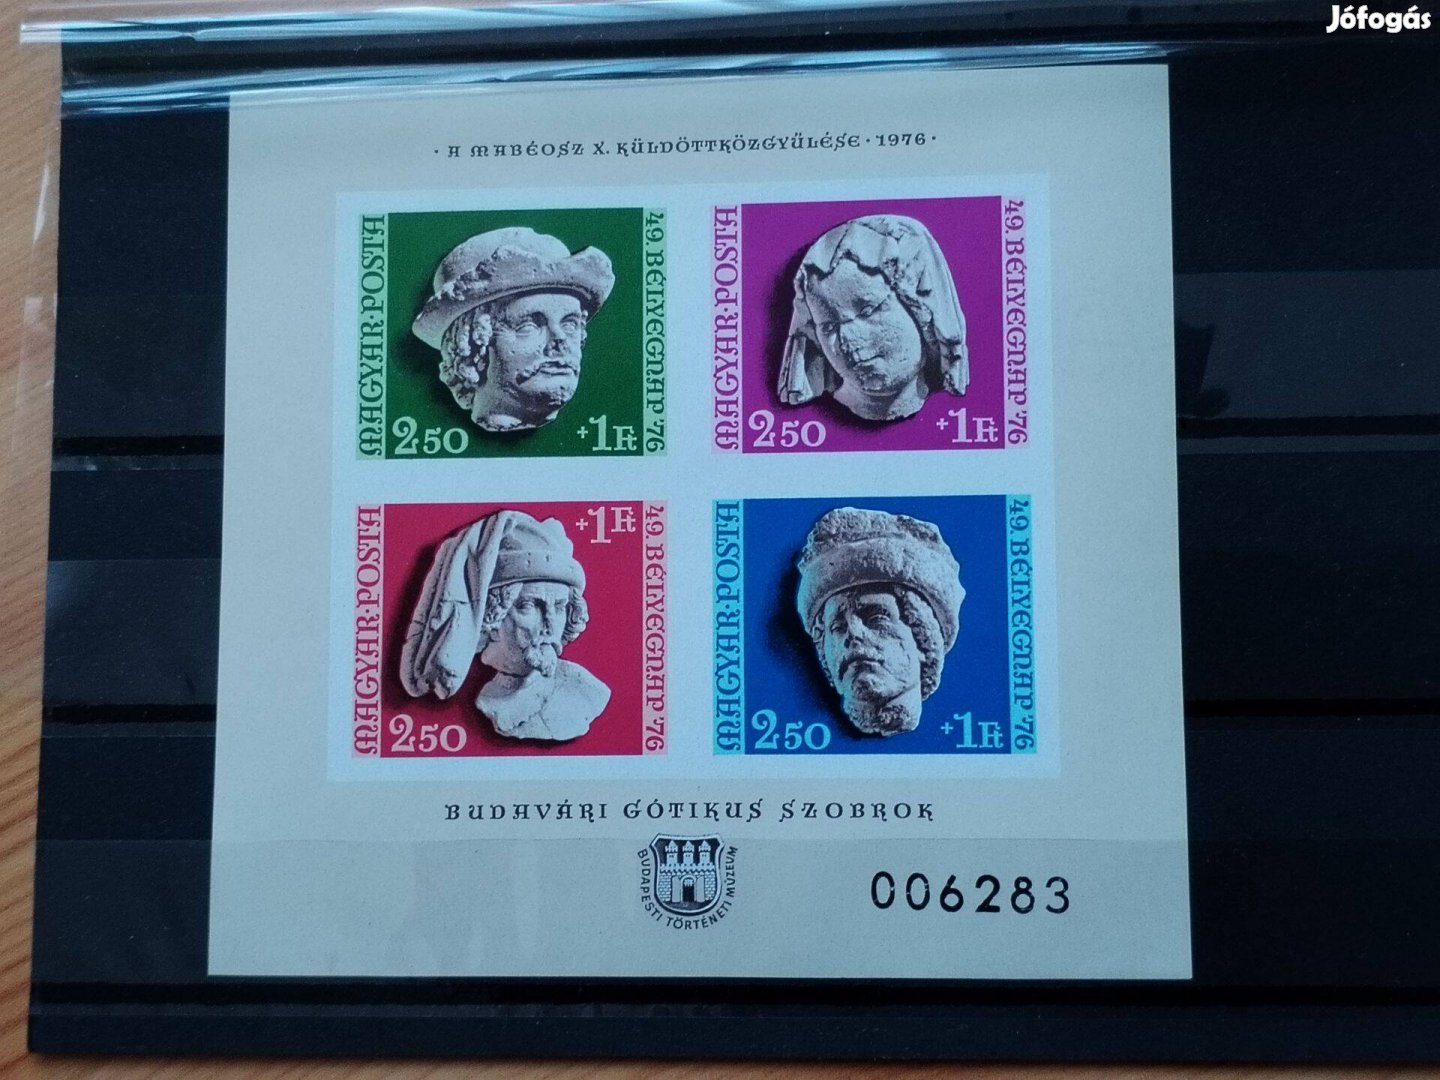 Jófogás
· A MABÉOSZ X. KÜLDÖTTKÖZGYŰLÉSE · 1976 ·
MAGYAR·POSTA
49. BÉLYEGNAP '76
2 50
+1 Ft
MAGYAR·POSTA
49. BÉLYEGNAP '76
2 50
+1 Ft
MAGYAR·POSTA
+1 Ft
49. BÉLYEGNAP '76
2 50
MAGYAR·POSTA
49. BÉLYEGNAP '76
2 50
+1 Ft
BUDAVÁRI GÓTIKUS SZOBROK
BUDAPESTI TÖRTÉNETI MÚZEUM
006283